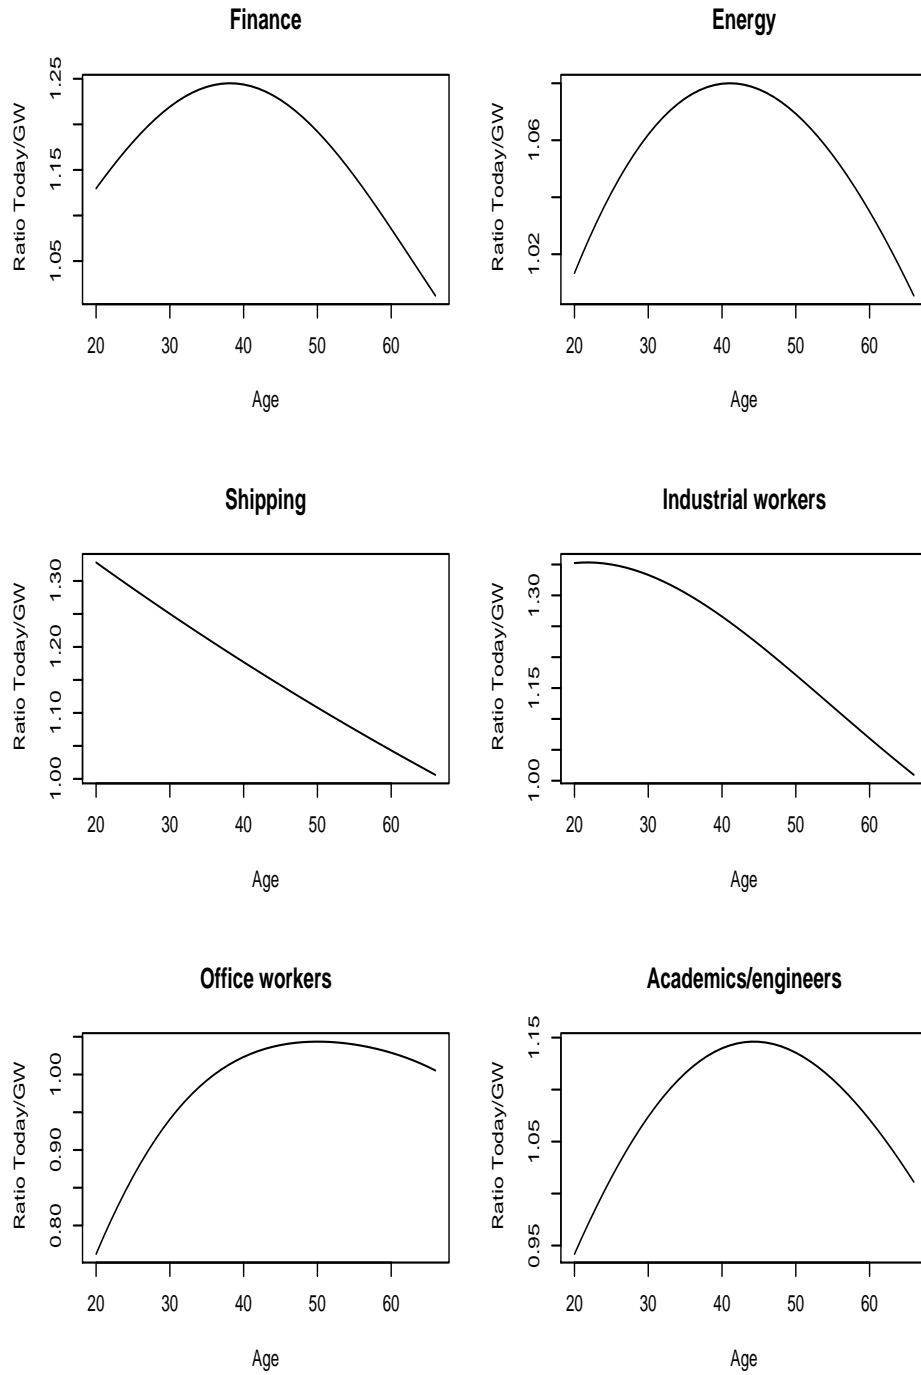 Finance
Ratio Today/GW
1.25
1.15
1.05
20 30 40 50 60
Age
Energy
Ratio Today/GW
1.06
1.02
20 30 40 50 60
Age
Shipping
Ratio Today/GW
1.30
1.20
1.10
1.00
20 30 40 50 60
Age
Industrial workers
Ratio Today/GW
1.30
1.15
1.00
20 30 40 50 60
Age
Office workers
Ratio Today/GW
1.00
0.90
0.80
20 30 40 50 60
Age
Academics/engineers
Ratio Today/GW
1.15
1.05
0.95
20 30 40 50 60
Age